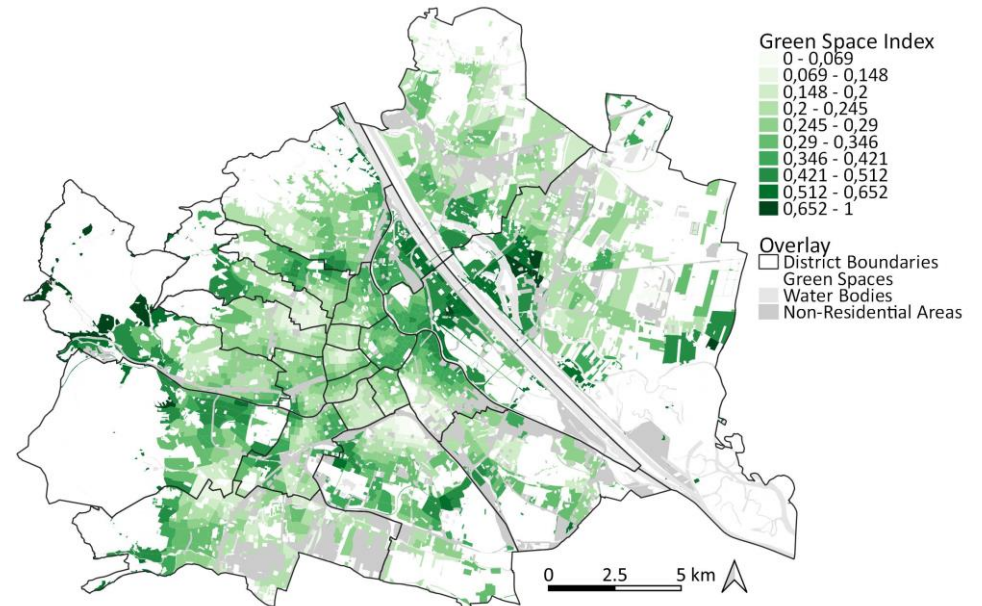 Green Space Index
0 - 0,069
0,069 - 0,148
0,148 - 0,2
0,2 - 0,245
0,245 - 0,29
0,29 - 0,346
0,346 - 0,421
0,421 - 0,512
0,512 - 0,652
0,652 - 1
Overlay
District Boundaries
Green Spaces
Water Bodies
Non-Residential Areas
0 2.5 5 km